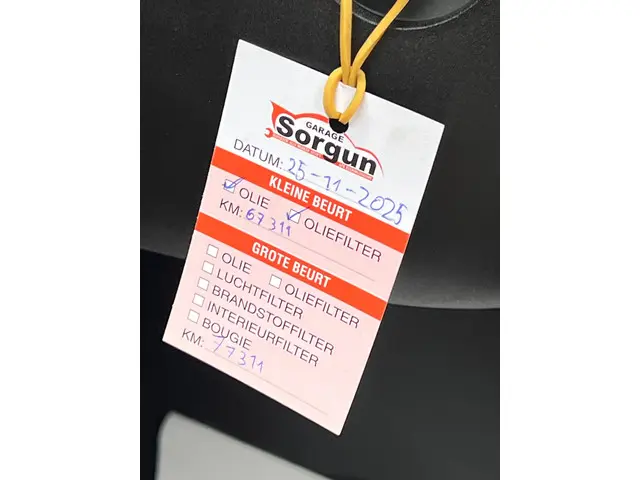 GARAGE
Sorgun
DATUM: 25-11-2025
KLEINE BEURT
OLIE OLIEFILTER
KM: 67311
GROTE BEURT
OLIE OLIEFILTER
LUCHTFILTER
BRANDSTOFFILTER
INTERIEURFILTER
BOUGIE
KM: 77311